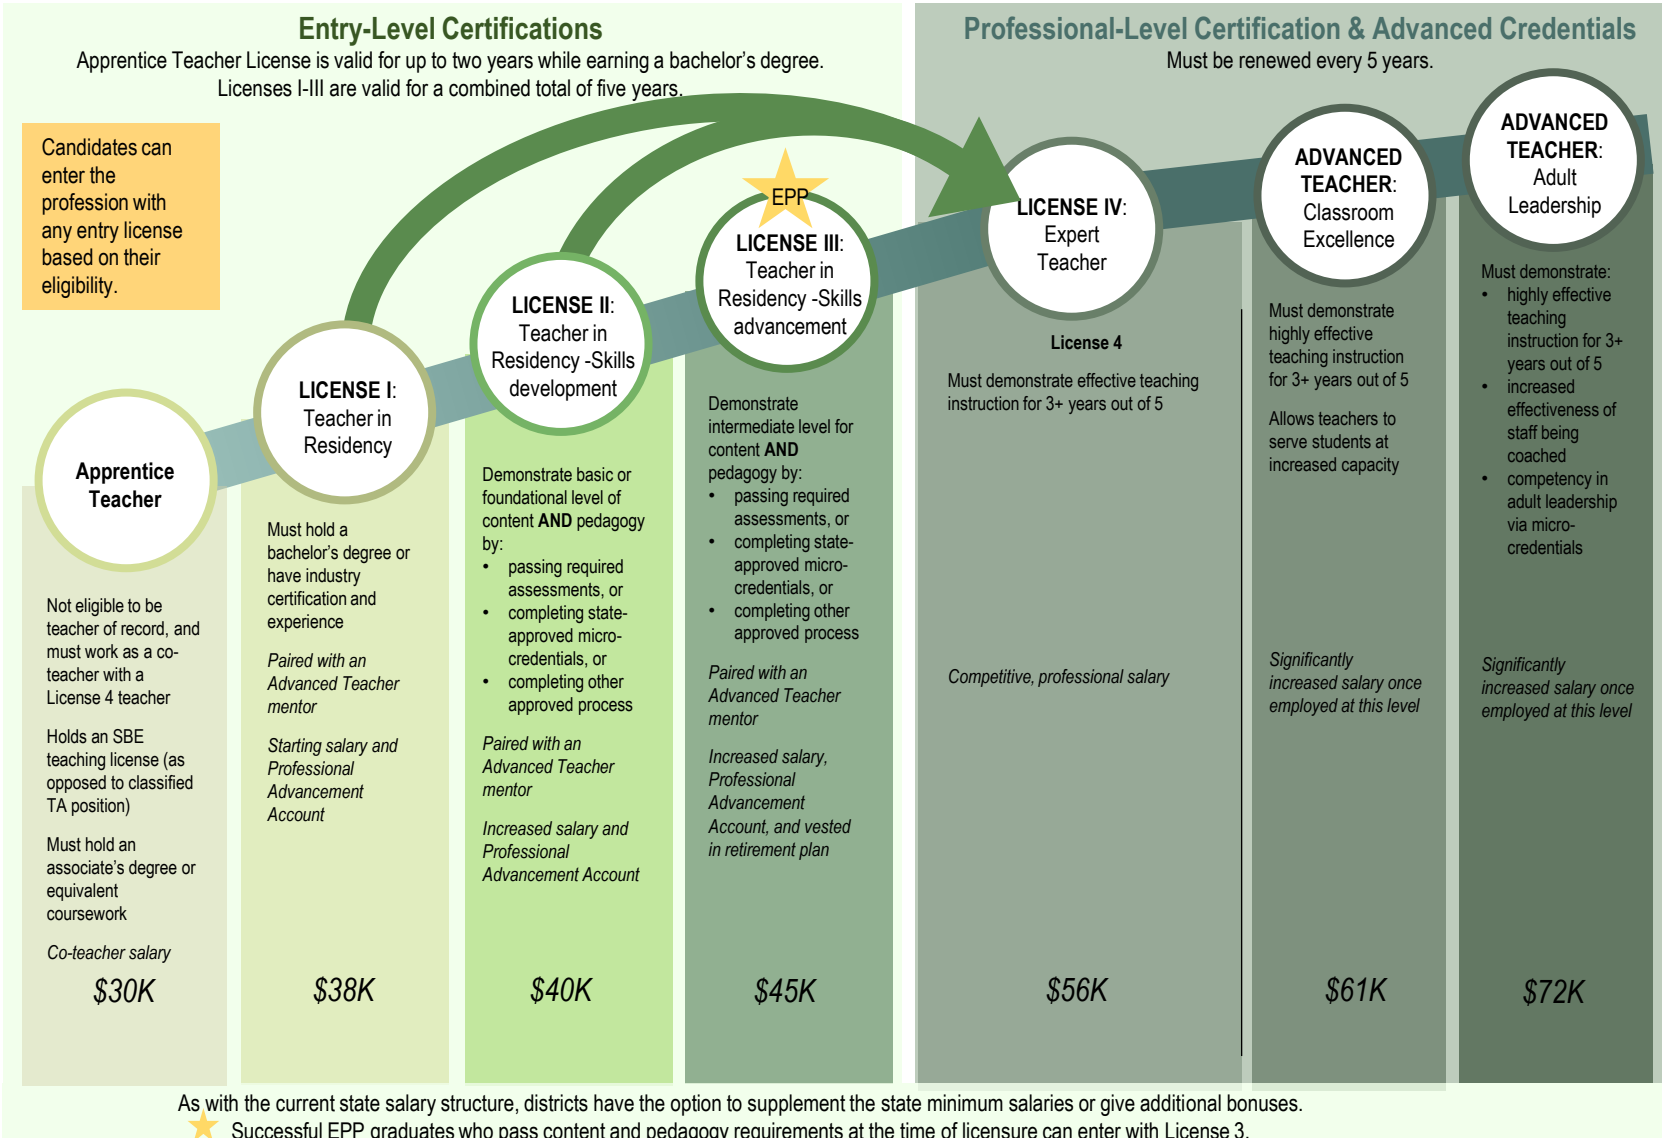 Entry-Level Certifications
Apprentice Teacher License is valid for up to two years while earning a bachelor's degree.
Licenses I-III are valid for a combined total of five years.
Professional-Level Certification & Advanced Credentials
Must be renewed every 5 years.
Candidates can
enter the
profession with
any entry license
based on their
eligibility.
Apprentice
Teacher
Not eligible to be
teacher of record, and
must work as a co-
teacher with a
License 4 teacher
Holds an SBE
teaching license (as
opposed to classified
TA position)
Must hold an
associate's degree or
equivalent
coursework
Co-teacher salary
$30K
LICENSE I:
Teacher in
Residency
Must hold a
bachelor's degree or
have industry
certification and
experience
Paired with an
Advanced Teacher
mentor
Starting salary and
Professional
Advancement
Account
$38K
LICENSE II:
Teacher in
Residency -Skills
development
Demonstrate basic or
foundational level of
content AND pedagogy
by:
• passing required
assessments, or
• completing state-
approved micro-
credentials, or
• completing other
approved process
Paired with an
Advanced Teacher
mentor
Increased salary and
Professional
Advancement Account
$40K
EPP
LICENSE III:
Teacher in
Residency -Skills
advancement
Demonstrate
intermediate level for
content AND
pedagogy by:
• passing required
assessments, or
• completing state-
approved micro-
credentials, or
• completing other
approved process
Paired with an
Advanced Teacher
mentor
Increased salary,
Professional
Advancement
Account, and vested
in retirement plan
$45K
LICENSE IV:
Expert
Teacher
License 4
Must demonstrate effective teaching
instruction for 3+ years out of 5
Competitive, professional salary
$56K
ADVANCED
TEACHER:
Classroom
Excellence
Must demonstrate
highly effective
teaching instruction
for 3+ years out of 5
Allows teachers to
serve students at
increased capacity
Significantly
increased salary once
employed at this level
$61K
ADVANCED
TEACHER:
Adult
Leadership
Must demonstrate:
• highly effective
teaching
instruction for 3+
years out of 5
• increased
effectiveness of
staff being
coached
• competency in
adult leadership
via micro-
credentials
Significantly
increased salary once
employed at this level
$72K
As with the current state salary structure, districts have the option to supplement the state minimum salaries or give additional bonuses.
Successful EPP graduates who pass content and pedagogy requirements at the time of licensure can enter with License 3.